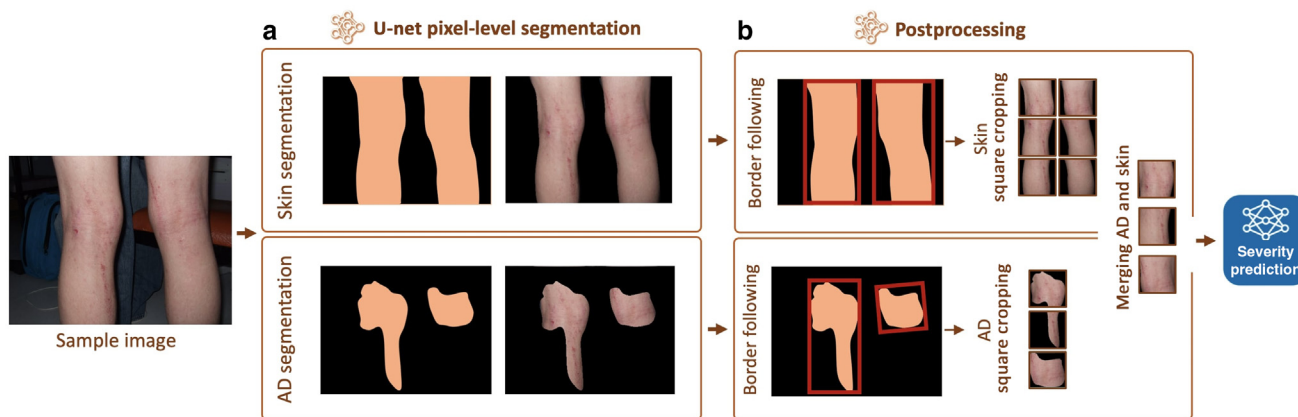 a
U-net pixel-level segmentation
b
Postprocessing
Skin segmentation
Border following
Skin
square cropping
Sample image
AD segmentation
Border following
AD
square cropping
Merging AD and skin
Severity
prediction